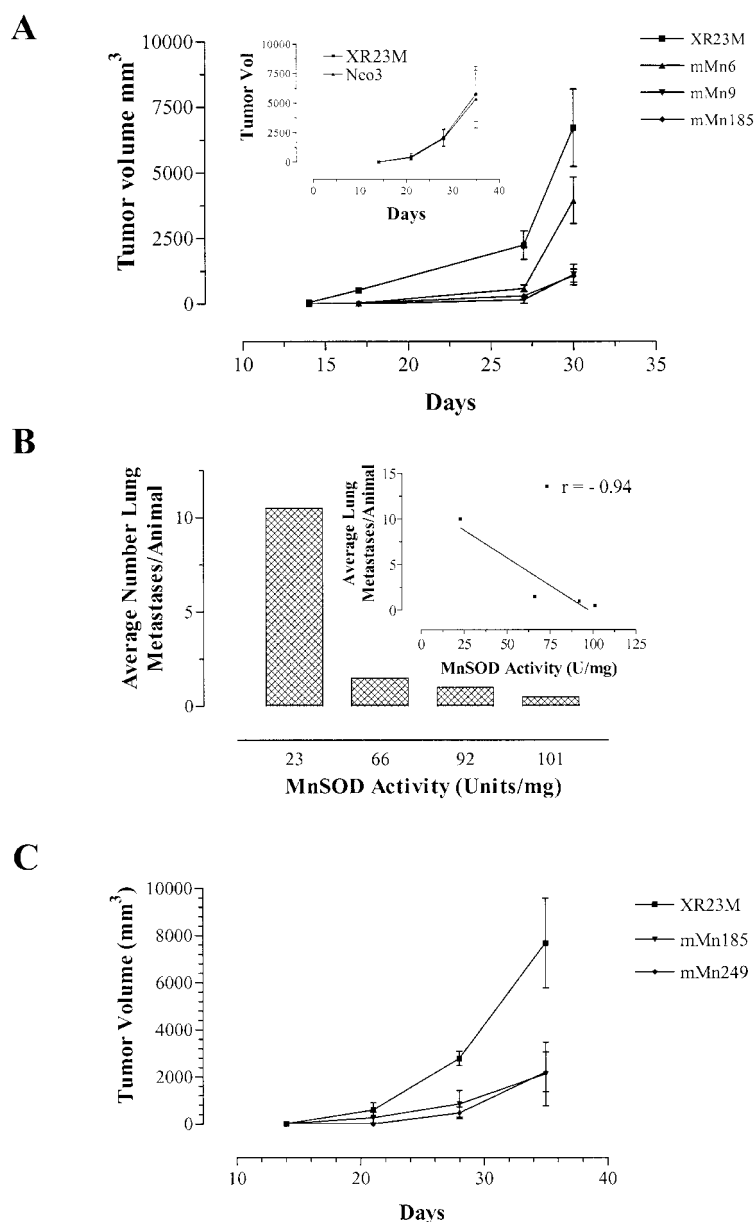 A
Tumor volume mm3
10000
7500
5000
2500
0
10 15 20 25 30 35
Days
XR23M
mMn6
mMn9
mMn185
Tumor Vol
10000
7500
5000
2500
0
XR23M
Neo3
0 10 20 30 40
Days
B
Average Number Lung
Metastases/Animal
10
5
0
23 66 92 101
MnSOD Activity (Units/mg)
Average Lung
Metastases/Animal
15
10
5
0
r = - 0.94
0 25 50 75 100 125
MnSOD Activity (U/mg)
C
Tumor Volume (mm3)
10000
8000
6000
4000
2000
0
10 20 30 40
Days
XR23M
mMn185
mMn249